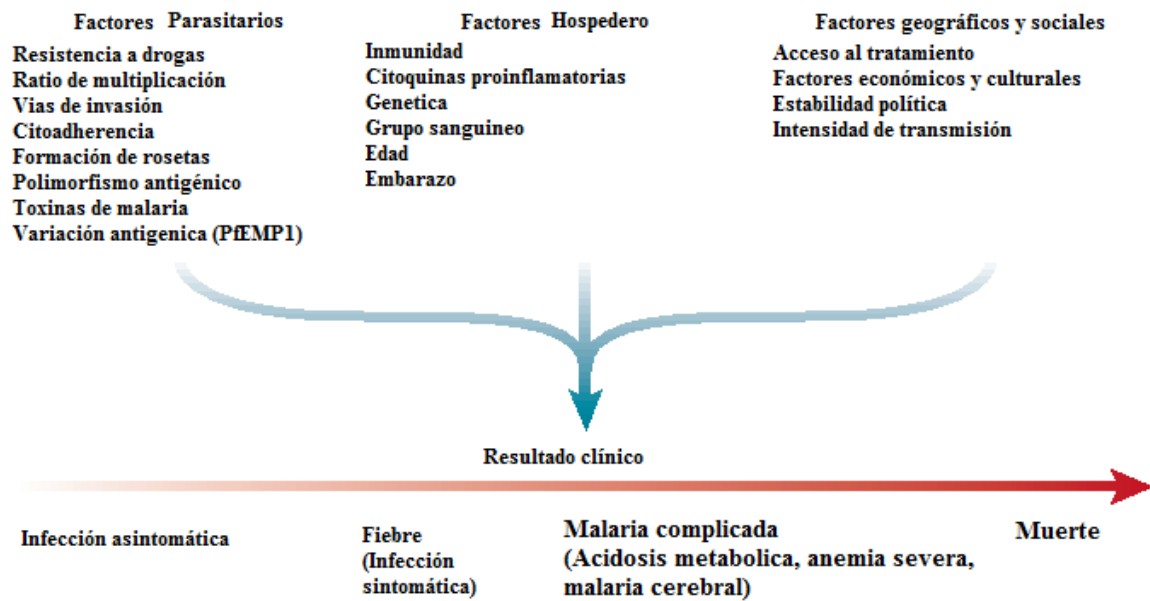 Factores Parasitarios
Resistencia a drogas
Ratio de multiplicación
Vias de invasión
Citoadherencia
Formación de rosetas
Polimorfismo antigénico
Toxinas de malaria
Variación antigenica (PfEMP1)
Factores Hospedero
Inmunidad
Citoquinas proinflamatorias
Genetica
Grupo sanguineo
Edad
Embarazo
Factores geográficos y sociales
Acceso al tratamiento
Factores económicos y culturales
Estabilidad política
Intensidad de transmisión
Resultado clínico
Infección asintomática
Fiebre
(Infección
sintomática)
Malaria complicada
(Acidosis metabolica, anemia severa,
malaria cerebral)
Muerte